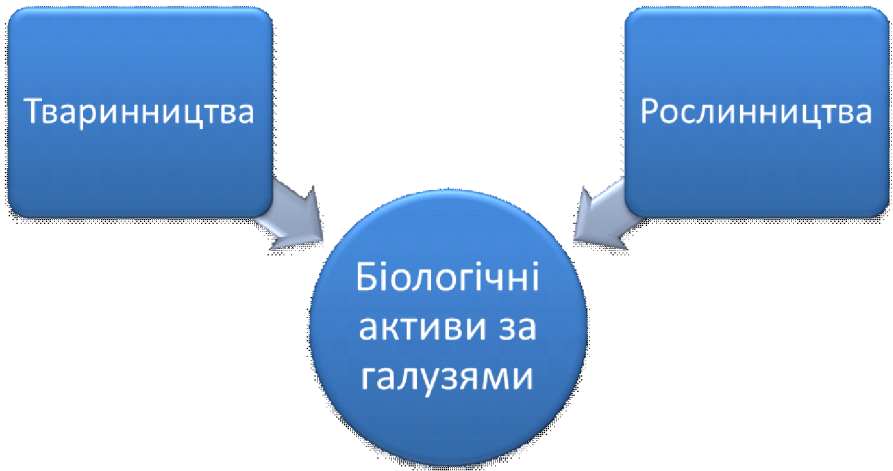 Тваринництва
Рослинництва
Біологічні
активи за
галузями